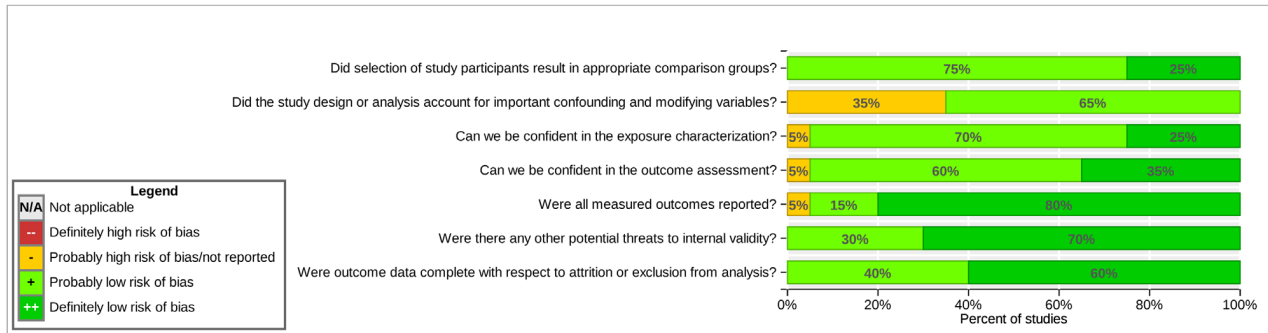 Did selection of study participants result in appropriate comparison groups? 75% 25%
Did the study design or analysis account for important confounding and modifying variables? 35% 65%
Can we be confident in the exposure characterization? 5% 70% 25%
Can we be confident in the outcome assessment? 5% 60% 35%
Were all measured outcomes reported? 5% 15% 80%
Were there any other potential threats to internal validity? 30% 70%
Were outcome data complete with respect to attrition or exclusion from analysis? 40% 60%
0% 20% 40% 60% 80% 100%
Percent of studies
Legend
N/A Not applicable
-- Definitely high risk of bias
- Probably high risk of bias/not reported
+ Probably low risk of bias
++ Definitely low risk of bias